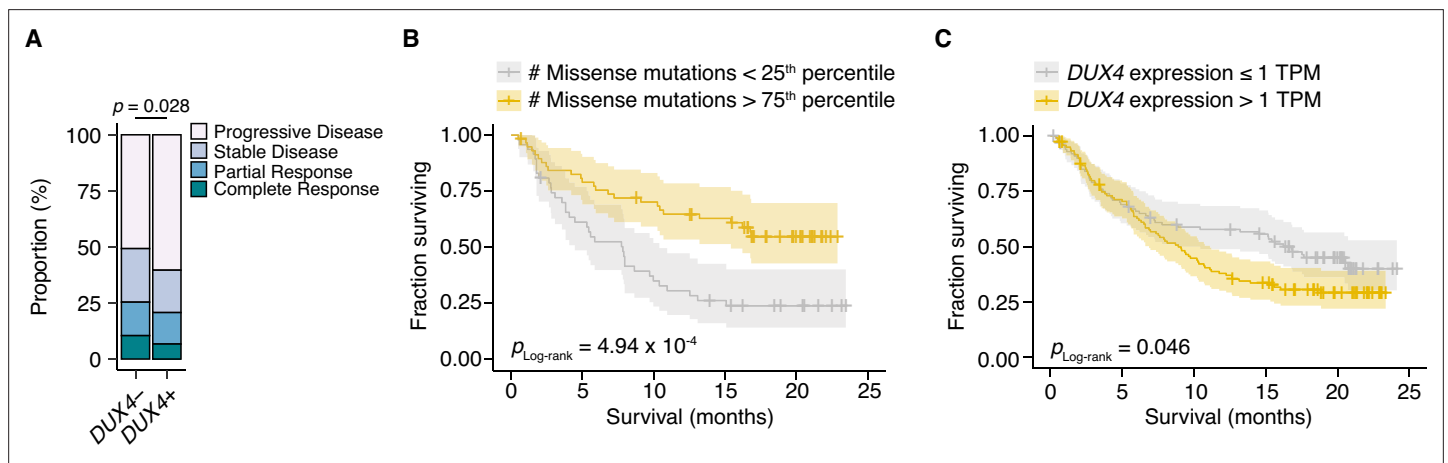 A
p = 0.028
Proportion (%)
100
75
50
25
0
DUX4–
DUX4+
Progressive Disease
Stable Disease
Partial Response
Complete Response
B
# Missense mutations < 25th percentile
# Missense mutations > 75th percentile
Fraction surviving
1.00
0.75
0.50
0.25
0.00
pLog-rank = 4.94 x 10-4
0 5 10 15 20 25
Survival (months)
C
DUX4 expression ≤ 1 TPM
DUX4 expression > 1 TPM
Fraction surviving
1.00
0.75
0.50
0.25
0.00
pLog-rank = 0.046
0 5 10 15 20 25
Survival (months)